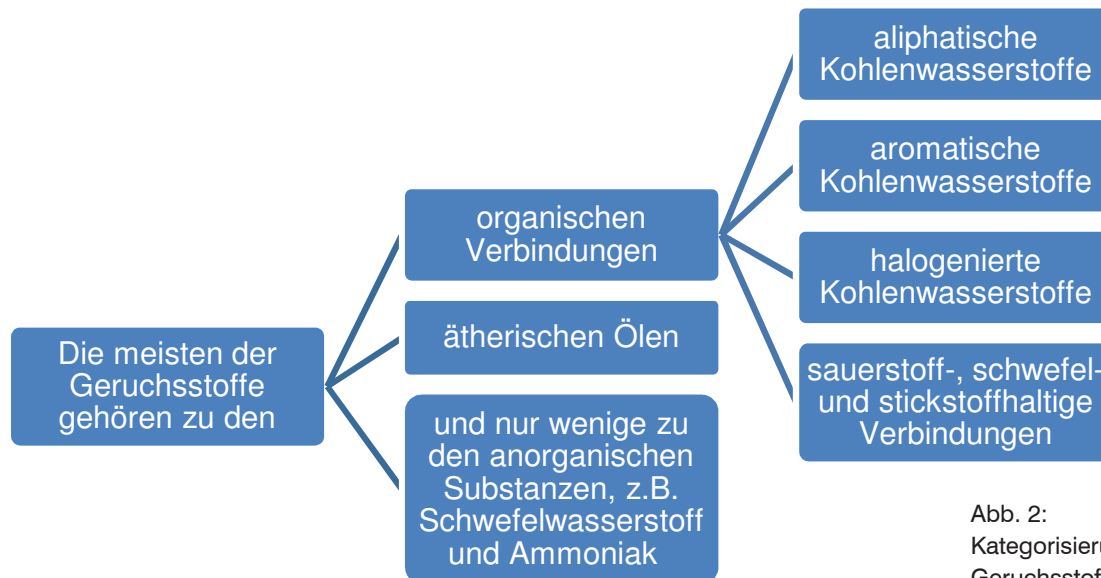 Die meisten der
Geruchsstoffe
gehören zu den
organischen
Verbindungen
ätherischen Ölen
und nur wenige zu
den anorganischen
Substanzen, z.B.
Schwefelwasserstoff
und Ammoniak
aliphatische
Kohlenwasserstoffe
aromatische
Kohlenwasserstoffe
halogenierte
Kohlenwasserstoffe
sauerstoff-, schwefel-
und stickstoffhaltige
Verbindungen
Abb. 2: